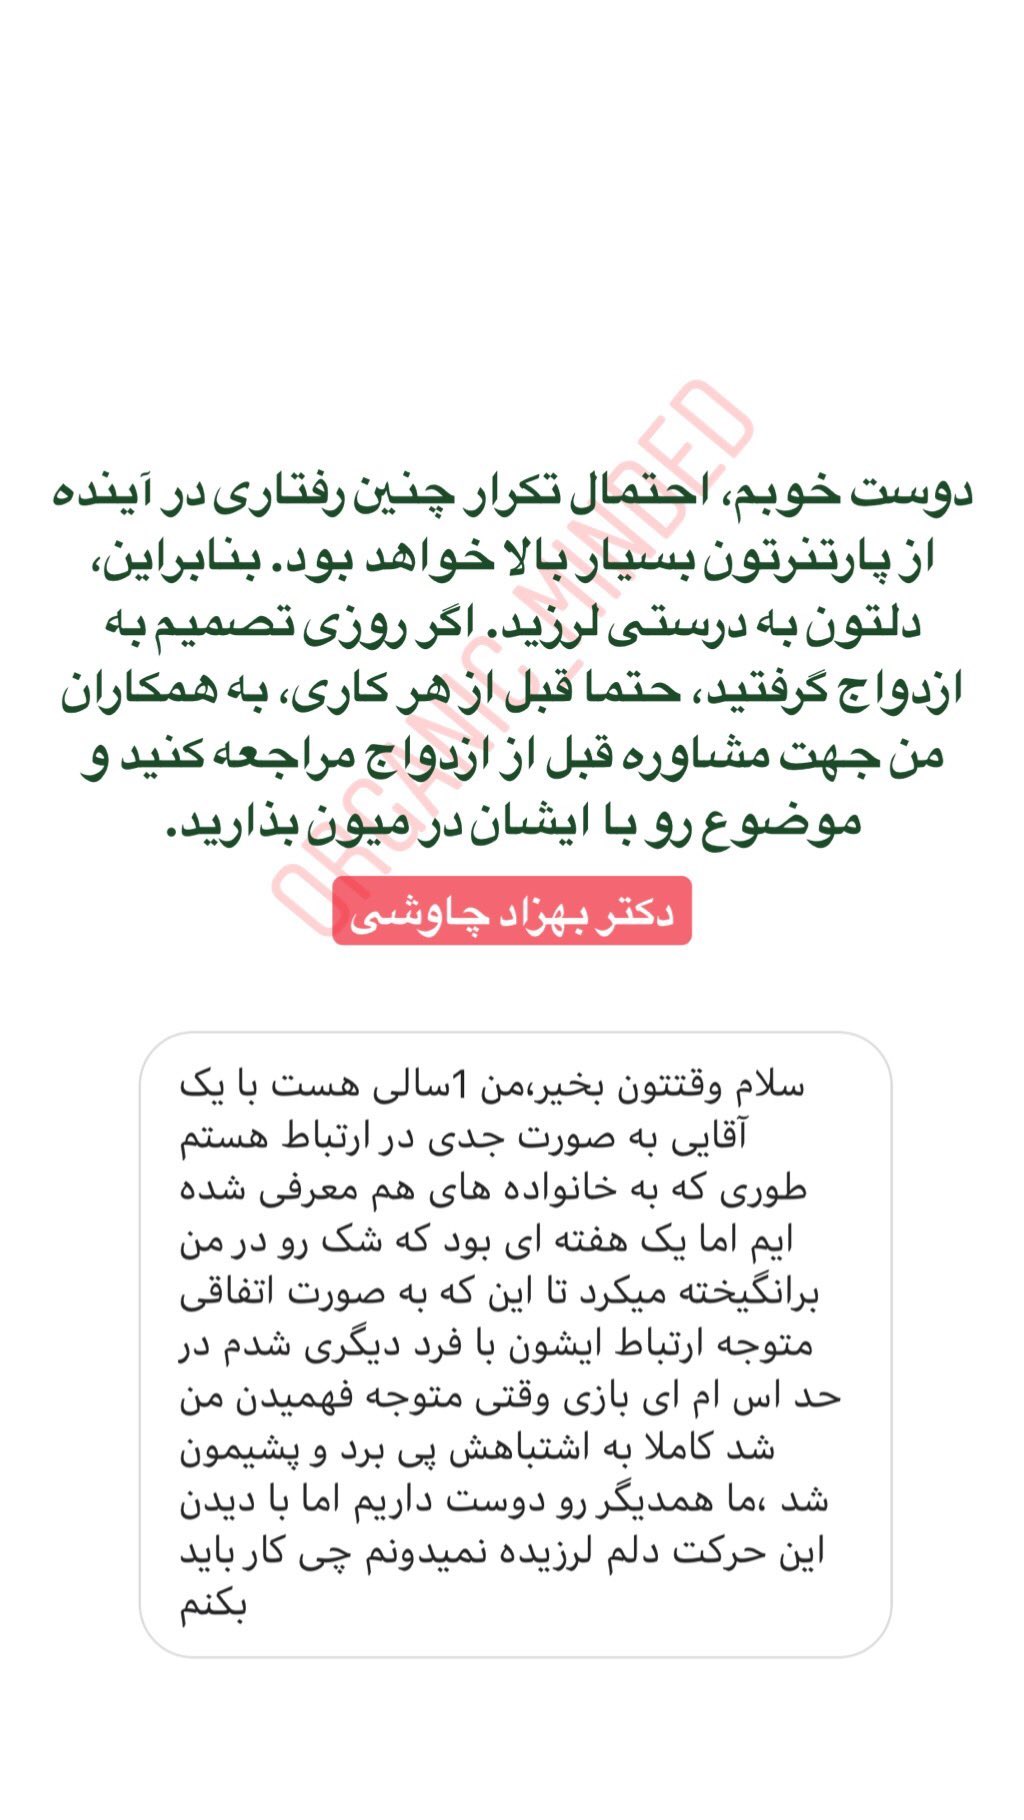 دوست خوبم، احتمال تکرار چنین رفتاری در آینده
از پارتنرتون بسیار بالا خواهد بود. بنابراین،
دلتون به درستی لرزید. اگر روزی تصمیم به
ازدواج گرفتید، حتما قبل از هر کاری، به همکاران
من جهت مشاوره قبل از ازدواج مراجعه کنید و
موضوع رو با ایشان در میون بذارید.
ORGANIC_MINDED
دکتر بهزاد چاوشی
سلام وقتتون بخیر،من 1سالی هست با یک
آقایی به صورت جدی در ارتباط هستم
طوری که به خانواده های هم معرفی شده
ایم اما یک هفته ای بود که شک رو در من
برانگیخته میکرد تا این که به صورت اتفاقی
متوجه ارتباط ایشون با فرد دیگری شدم در
حد اس ام ای بازی وقتی متوجه فهمیدن من
شد کاملا به اشتباهش پی برد و پشیمون
شد ،ما همدیگر رو دوست داریم اما با دیدن
این حرکت دلم لرزیده نمیدونم چی کار باید
بکنم